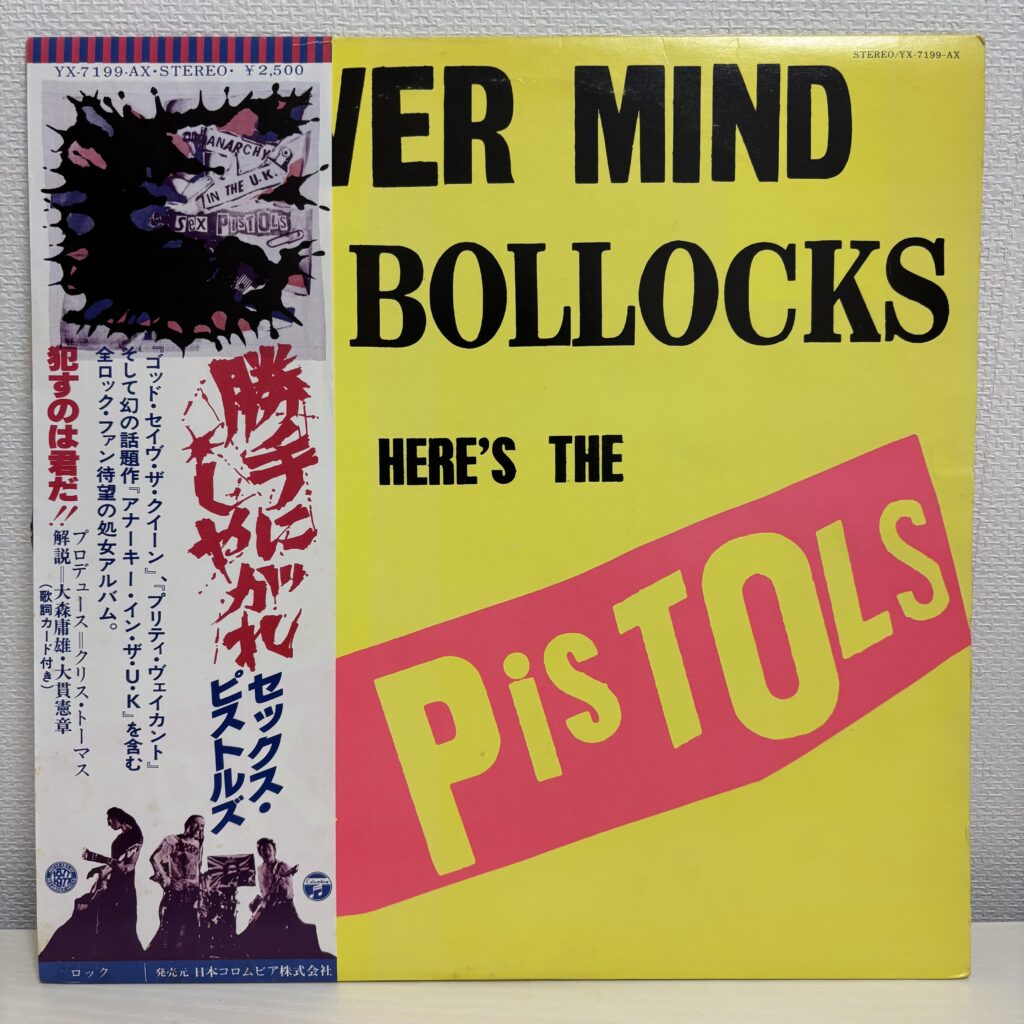 YX-7199-AX・STEREO・￥2,500
ANARCHY
IN THE U.K.
SEX PISTOLS
勝手に
しやがれ
セックス・
ピストルズ
『ゴッド・セイヴ・ザ・クイーン』、『プリティ・ヴェイカント』
そして幻の話題作『アナーキー・イン・ザ・U・K』を含む
全ロック・ファン待望の処女アルバム。
犯すのは君だ!!
プロデュース＝クリス・トーマス
解説＝大森庸雄・大貫憲章
(歌詞カード付き)
1877
1977
Columbia
ロック
発売元 日本コロムビア株式会社
STEREO/YX-7199-AX
VER MIND
BOLLOCKS
HERE'S THE
PiSTOLS